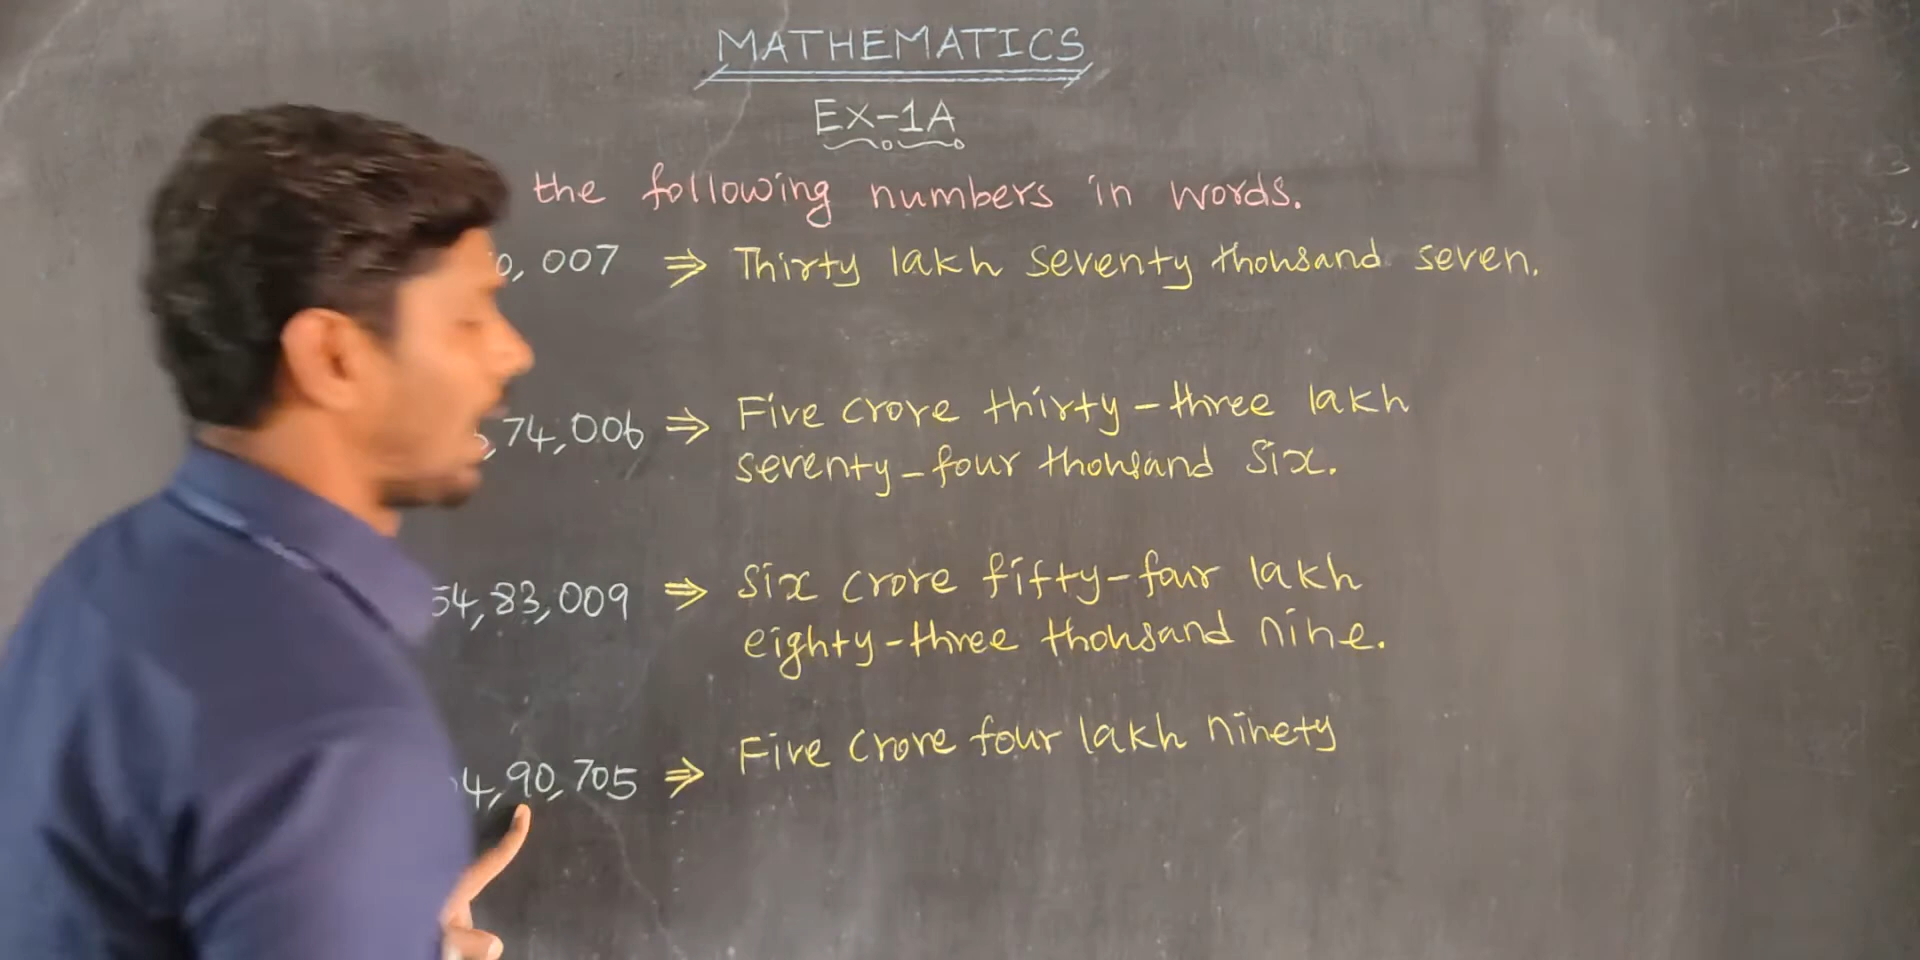 MATHEMATICS
EX-1A
the following numbers in words.
0, 007 ⇒ Thirty lakh seventy thousand seven.
,74,006 ⇒ Five crore thirty-three lakh
seventy-four thousand six.
54,83,009 ⇒ Six crore fifty-four lakh
eighty-three thousand nine.
4,90,705 ⇒ Five crore four lakh ninety